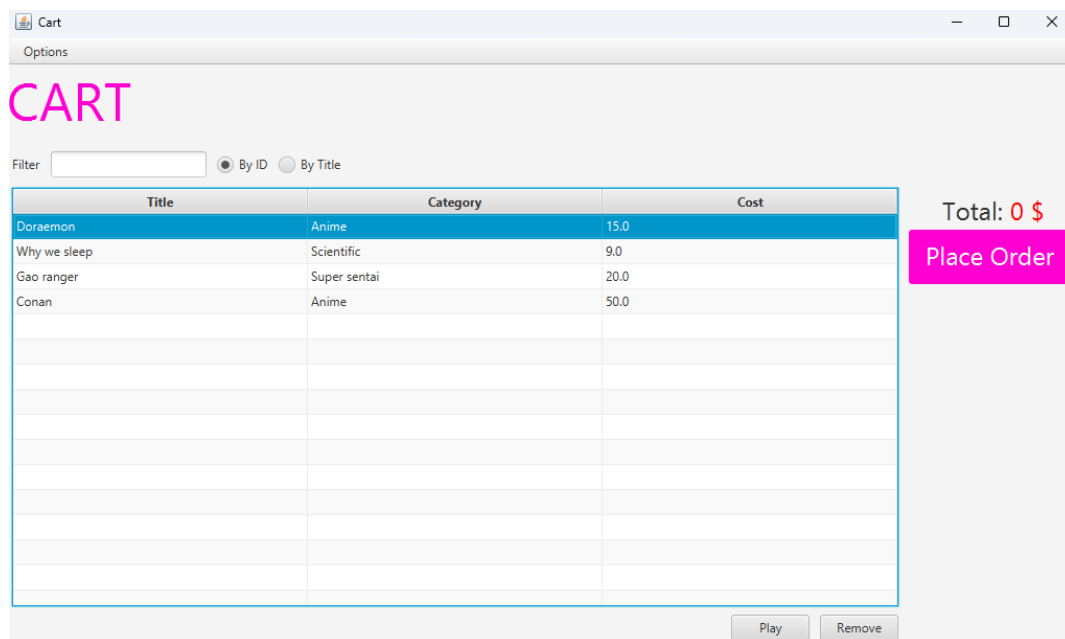 Cart
Options
CART
Filter By ID By Title
Title Category Cost
Doraemon Anime 15.0
Why we sleep Scientific 9.0
Gao ranger Super sentai 20.0
Conan Anime 50.0
Total: 0 $
Place Order
Play Remove